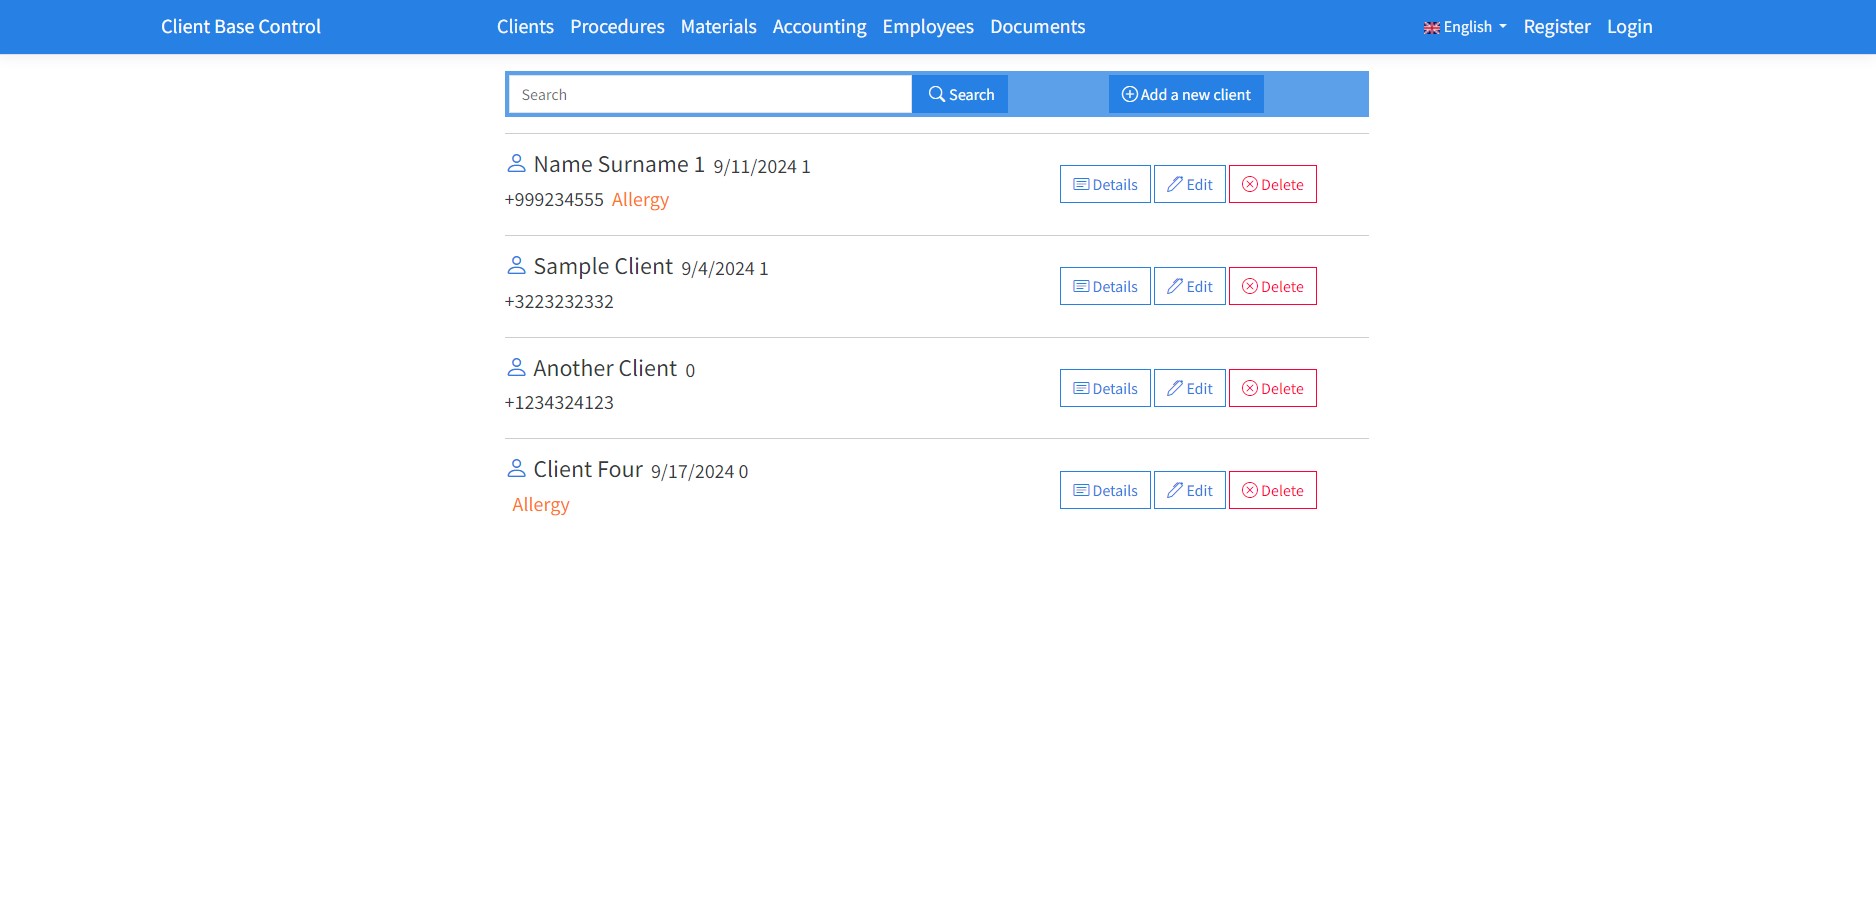 Client Base Control Clients Procedures Materials Accounting Employees Documents English Register Login
Search Search Add a new client
Name Surname 1 9/11/2024 1
Details Edit Delete
+999234555 Allergy
Sample Client 9/4/2024 1
Details Edit Delete
+3223232332
Another Client 0
Details Edit Delete
+1234324123
Client Four 9/17/2024 0
Details Edit Delete
Allergy